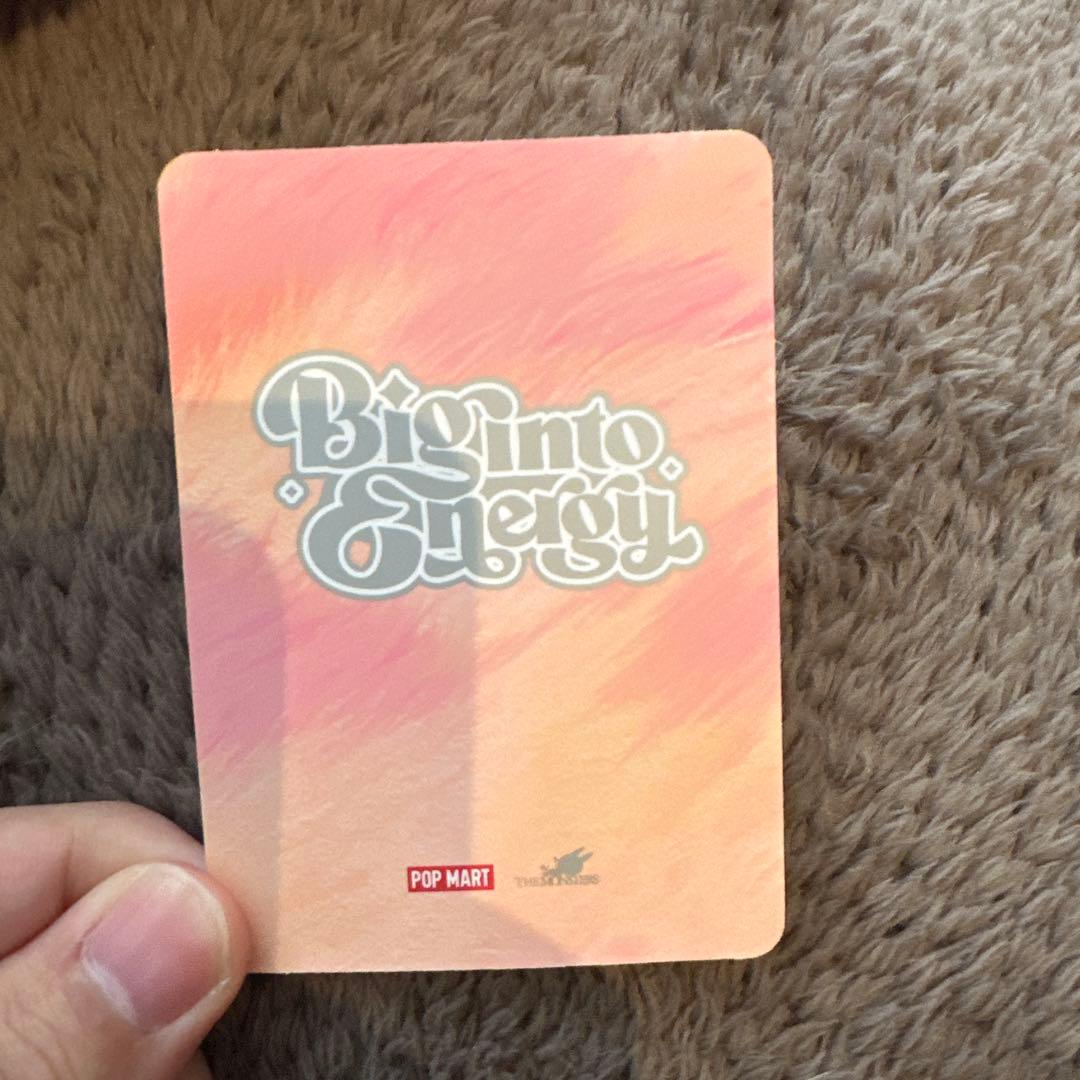 Big into
Energy
POP MART
THE MONSTERS